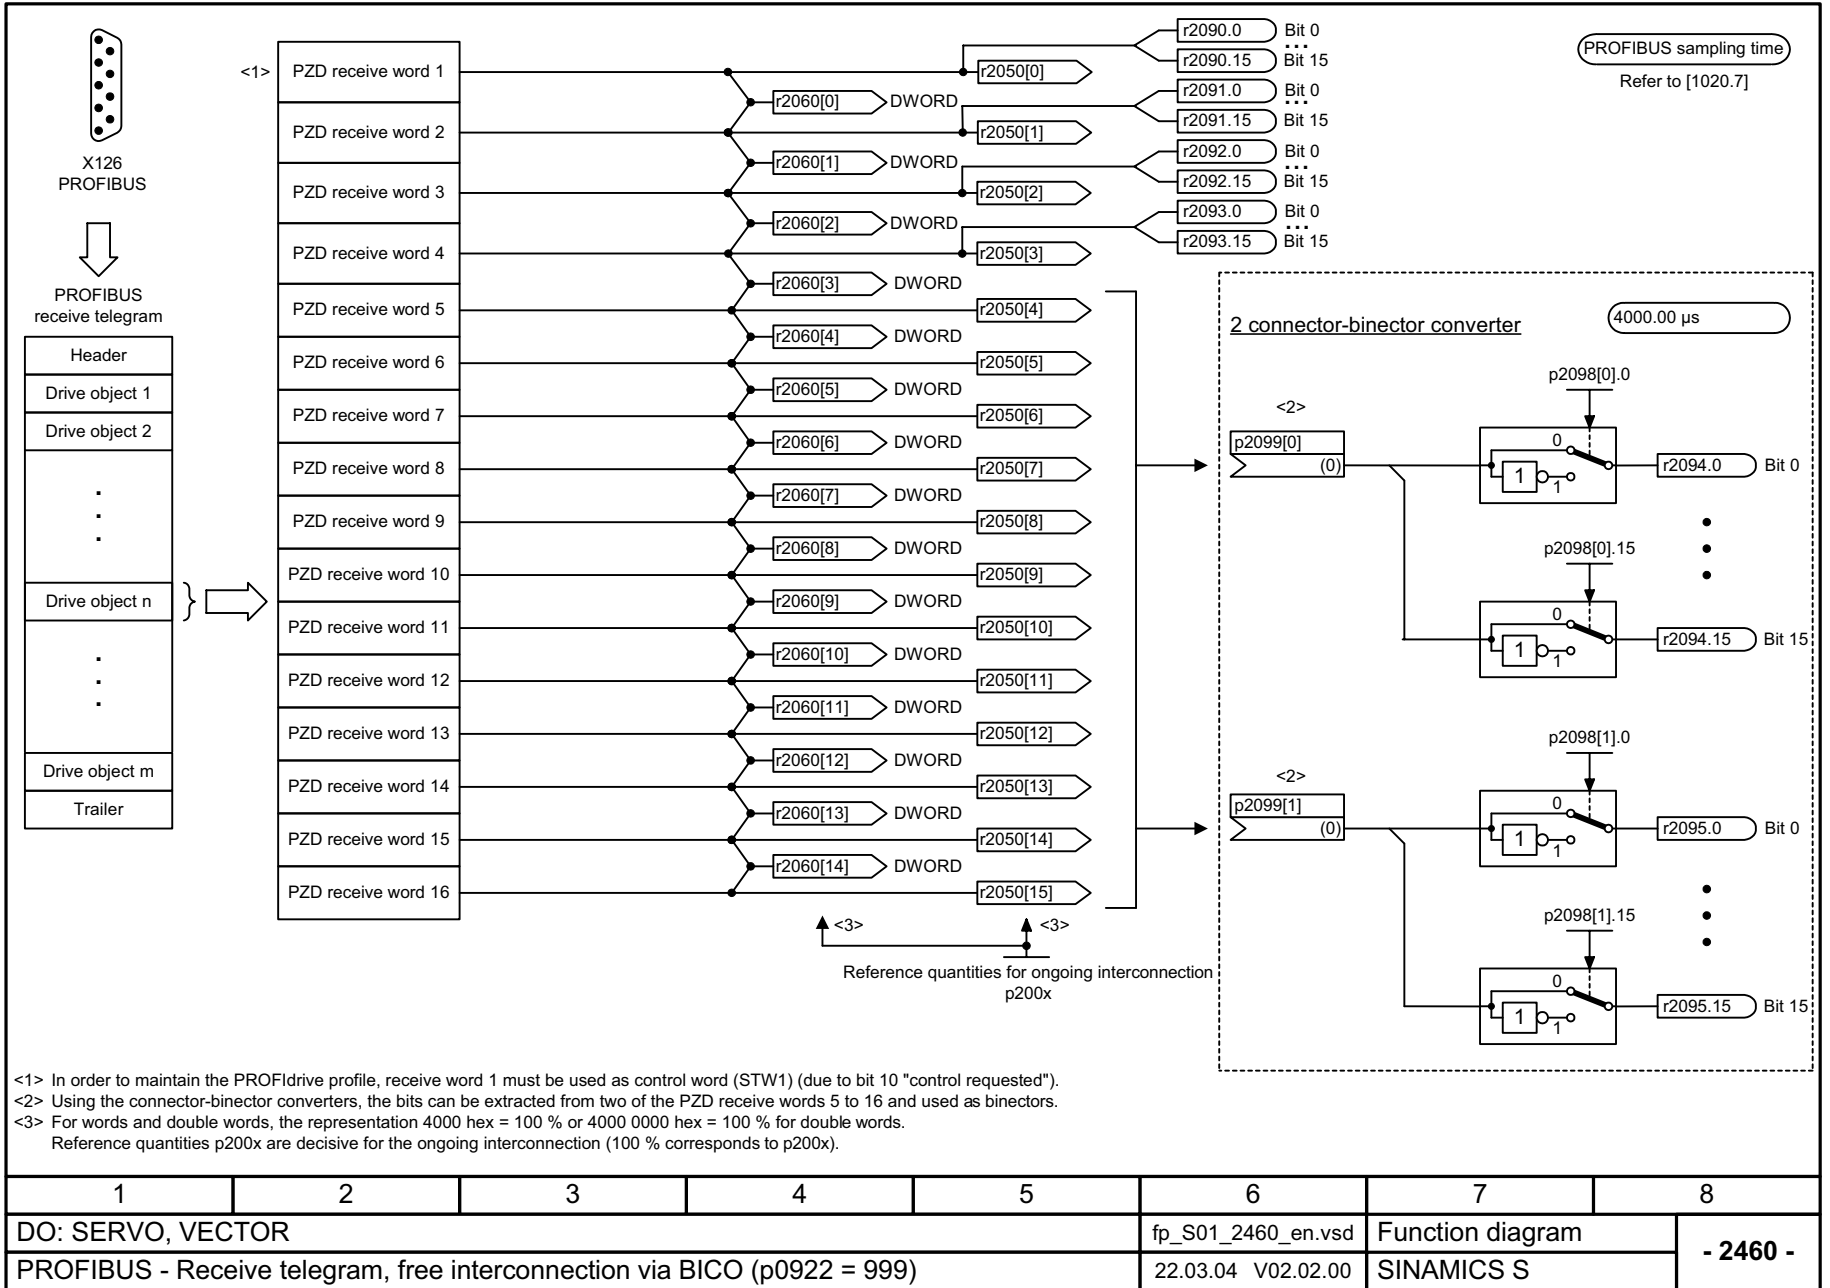 X126
PROFIBUS
PROFIBUS
receive telegram
Header
Drive object 1
Drive object 2
Drive object n
Drive object m
Trailer
<1>
PZD receive word 1
PZD receive word 2
PZD receive word 3
PZD receive word 4
PZD receive word 5
PZD receive word 6
PZD receive word 7
PZD receive word 8
PZD receive word 9
PZD receive word 10
PZD receive word 11
PZD receive word 12
PZD receive word 13
PZD receive word 14
PZD receive word 15
PZD receive word 16
r2060[0] DWORD
r2060[1] DWORD
r2060[2] DWORD
r2060[3] DWORD
r2060[4] DWORD
r2060[5] DWORD
r2060[6] DWORD
r2060[7] DWORD
r2060[8] DWORD
r2060[9] DWORD
r2060[10] DWORD
r2060[11] DWORD
r2060[12] DWORD
r2060[13] DWORD
r2060[14] DWORD
r2050[0]
r2050[1]
r2050[2]
r2050[3]
r2050[4]
r2050[5]
r2050[6]
r2050[7]
r2050[8]
r2050[9]
r2050[10]
r2050[11]
r2050[12]
r2050[13]
r2050[14]
r2050[15]
<3> <3>
Reference quantities for ongoing interconnection
p200x
r2090.0 Bit 0
...
r2090.15 Bit 15
r2091.0 Bit 0
...
r2091.15 Bit 15
r2092.0 Bit 0
...
r2092.15 Bit 15
r2093.0 Bit 0
...
r2093.15 Bit 15
PROFIBUS sampling time
Refer to [1020.7]
2 connector-binector converter
4000.00 µs
p2098[0].0
<2>
p2099[0]
(0)
0
1
1
r2094.0 Bit 0
p2098[0].15
0
1
1
r2094.15 Bit 15
p2098[1].0
<2>
p2099[1]
(0)
0
1
1
r2095.0 Bit 0
p2098[1].15
0
1
1
r2095.15 Bit 15
<1> In order to maintain the PROFIdrive profile, receive word 1 must be used as control word (STW1) (due to bit 10 "control requested").
<2> Using the connector-binector converters, the bits can be extracted from two of the PZD receive words 5 to 16 and used as binectors.
<3> For words and double words, the representation 4000 hex = 100 % or 4000 0000 hex = 100 % for double words.
Reference quantities p200x are decisive for the ongoing interconnection (100 % corresponds to p200x).
1 2 3 4 5 6 7 8
DO: SERVO, VECTOR fp_S01_2460_en.vsd Function diagram
- 2460 -
PROFIBUS - Receive telegram, free interconnection via BICO (p0922 = 999) 22.03.04 V02.02.00 SINAMICS S